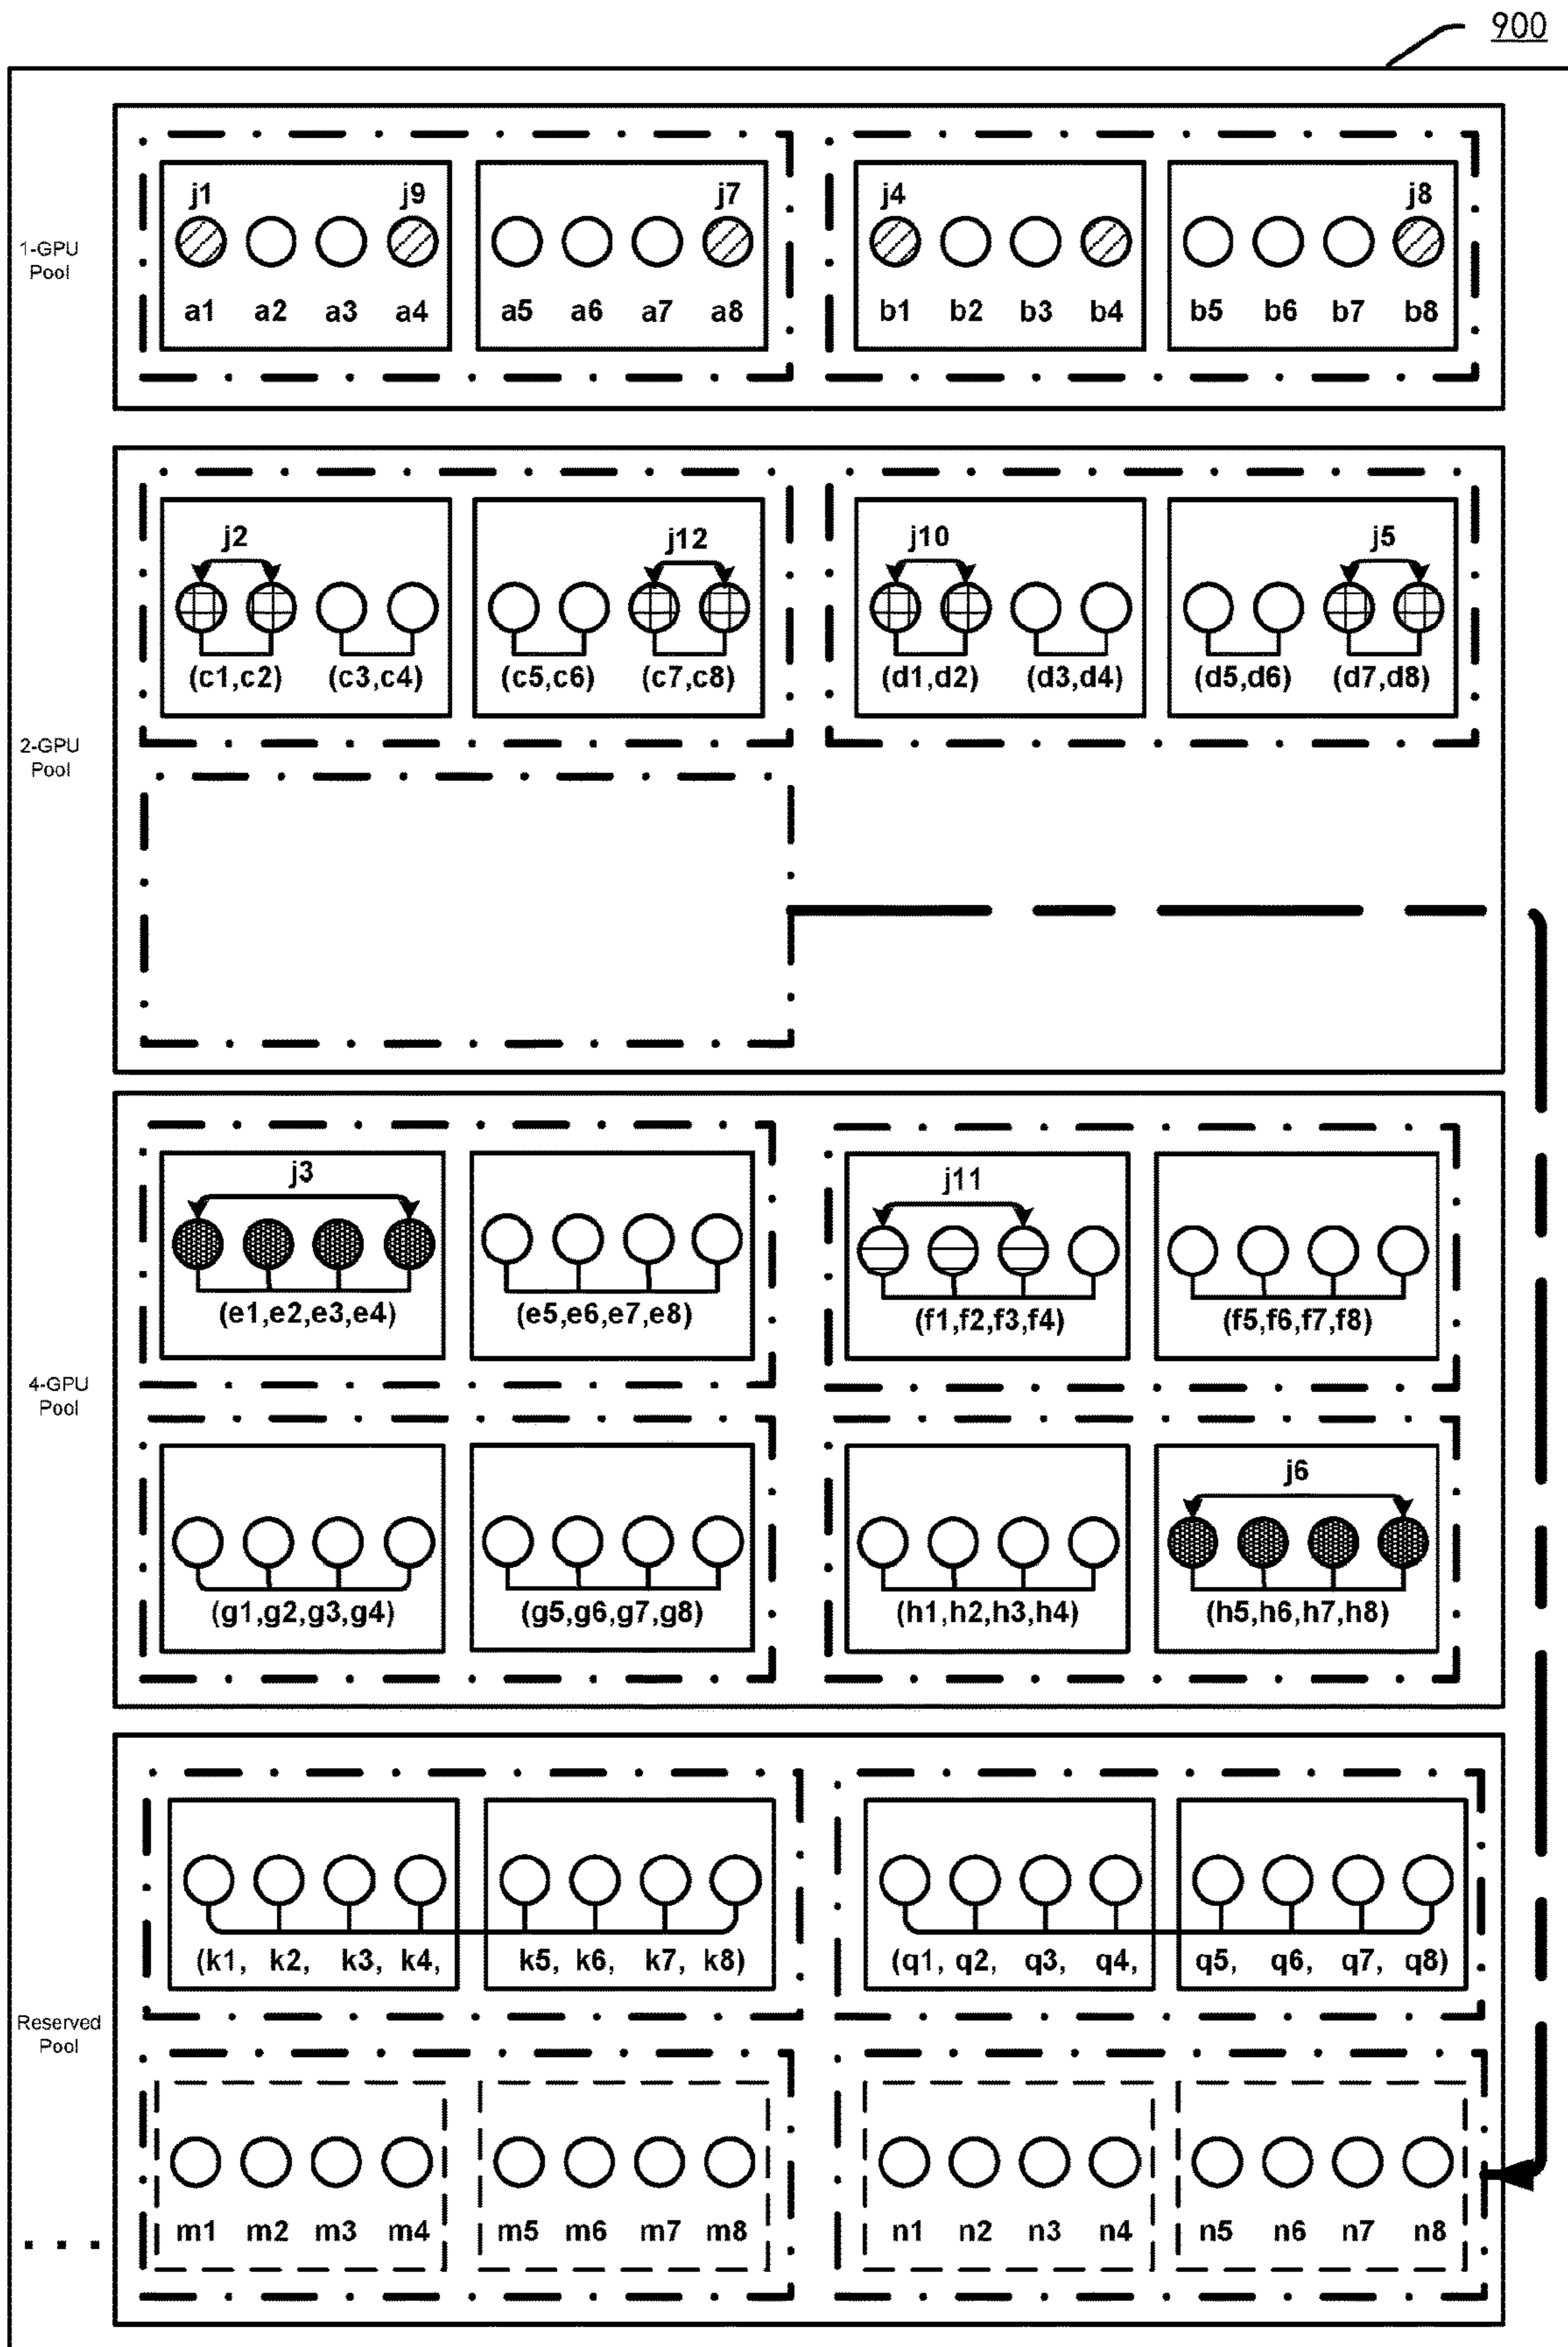 900
1-GPU
Pool
j1 j9 j7 j4 j8
a1 a2 a3 a4 a5 a6 a7 a8 b1 b2 b3 b4 b5 b6 b7 b8
2-GPU
Pool
j2 j12 j10 j5
(c1,c2) (c3,c4) (c5,c6) (c7,c8) (d1,d2) (d3,d4) (d5,d6) (d7,d8)
4-GPU
Pool
j3 j11
(e1,e2,e3,e4) (e5,e6,e7,e8) (f1,f2,f3,f4) (f5,f6,f7,f8)
j6
(g1,g2,g3,g4) (g5,g6,g7,g8) (h1,h2,h3,h4) (h5,h6,h7,h8)
Reserved
Pool
(k1, k2, k3, k4, k5, k6, k7, k8) (q1, q2, q3, q4, q5, q6, q7, q8)
m1 m2 m3 m4 m5 m6 m7 m8 n1 n2 n3 n4 n5 n6 n7 n8
...